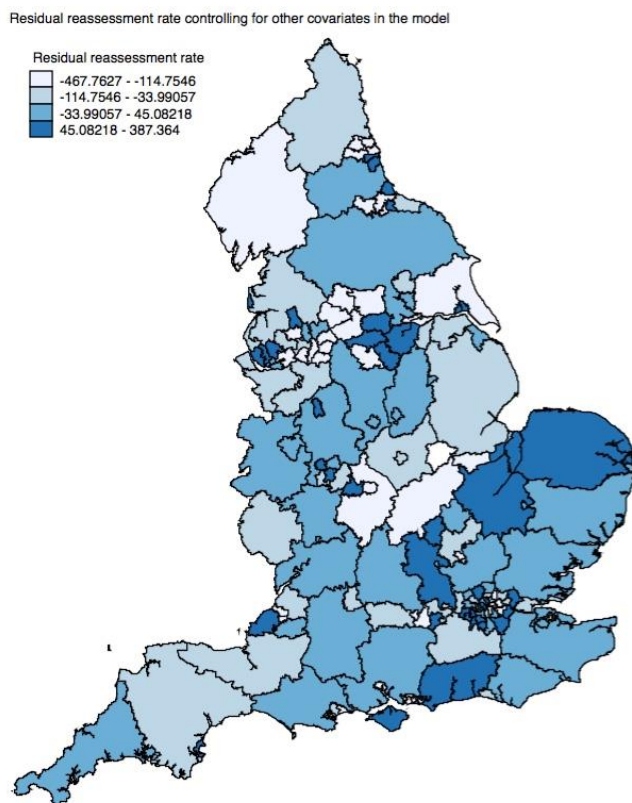 Residual reassessment rate controlling for other covariates in the model
Residual reassessment rate
-467.7627 - -114.7546
-114.7546 - -33.99057
-33.99057 - 45.08218
45.08218 - 387.364